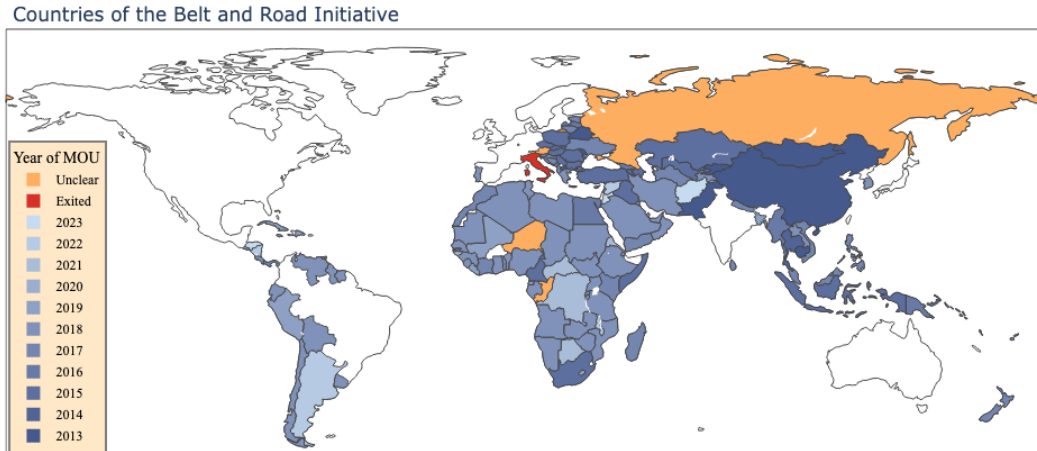 Countries of the Belt and Road Initiative
Year of MOU
Unclear
Exited
2023
2022
2021
2020
2019
2018
2017
2016
2015
2014
2013